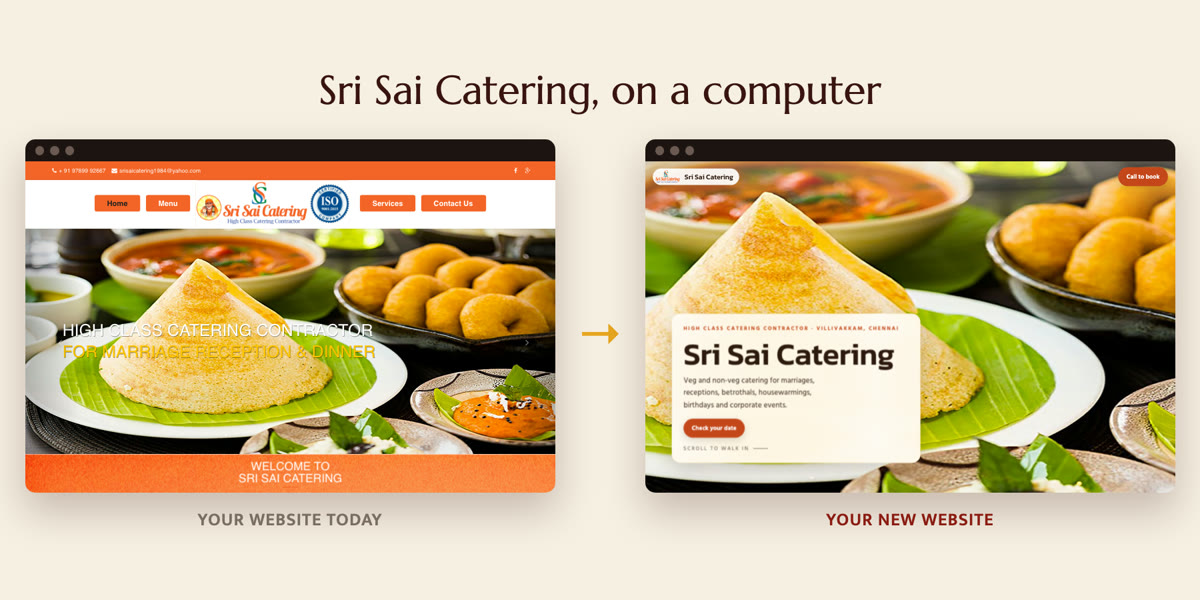 Sri Sai Catering, on a computer
+ 91 97899 92667
srisaicatering1984@yahoo.com
Home
Menu
Sri Sai Catering
High Class Catering Contractor
ISO
Services
Contact Us
HIGH CLASS CATERING CONTRACTOR
FOR MARRIAGE RECEPTION & DINNER
WELCOME TO
SRI SAI CATERING
YOUR WEBSITE TODAY
Sri Sai Catering
Call to book
HIGH CLASS CATERING CONTRACTOR · VILLIVAKKAM, CHENNAI
Sri Sai Catering
Veg and non-veg catering for marriages,
receptions, betrothals, housewarmings,
birthdays and corporate events.
Check your date
SCROLL TO WALK IN
YOUR NEW WEBSITE